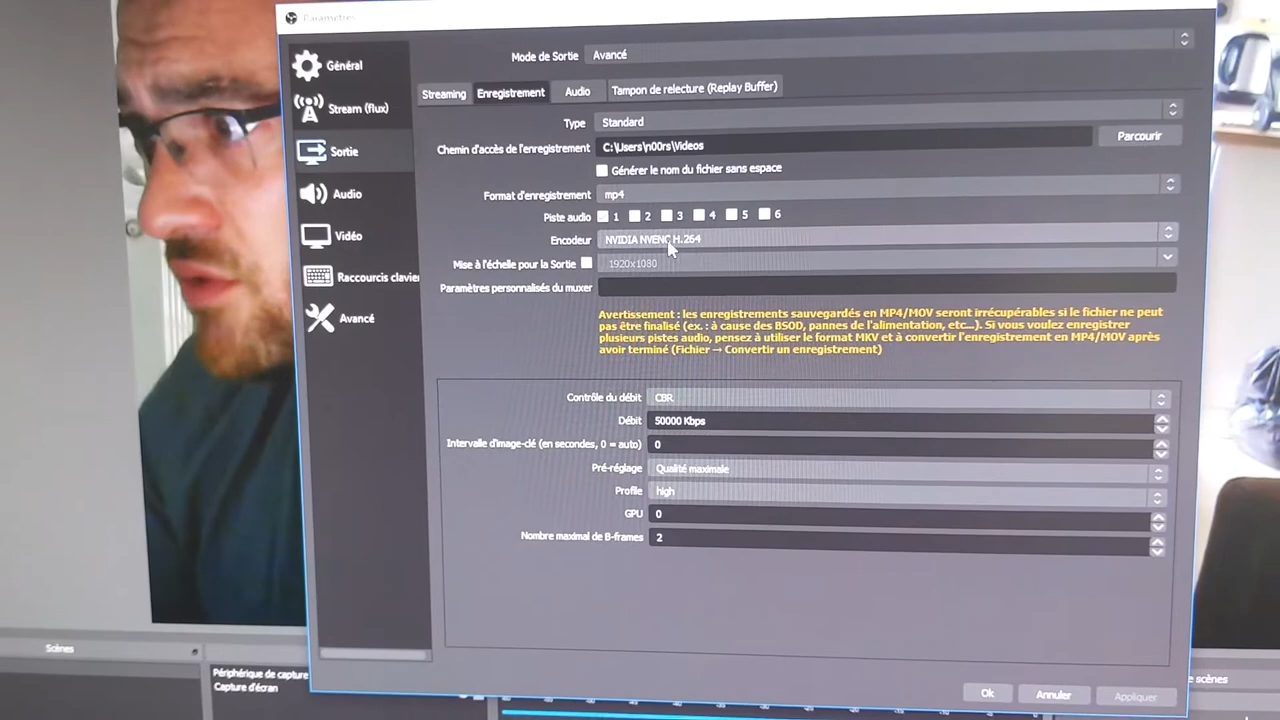 Paramètres
Général
Stream (flux)
Sortie
Audio
Vidéo
Raccourcis clavier
Avancé
Mode de Sortie Avancé
Streaming Enregistrement Audio Tampon de relecture (Replay Buffer)
Type Standard
Chemin d'accès de l'enregistrement C:\Users\n00rs\Videos Parcourir
Générer le nom du fichier sans espace
Format d'enregistrement mp4
Piste audio 1 2 3 4 5 6
Encodeur NVIDIA NVENC H.264
Mise à l'échelle pour la Sortie 1920x1080
Paramètres personnalisés du muxer
Avertissement : les enregistrements sauvegardés en MP4/MOV seront irrécupérables si le fichier ne peut
pas être finalisé (ex. : à cause des BSOD, pannes de l'alimentation, etc...). Si vous voulez enregistrer
plusieurs pistes audio, pensez à utiliser le format MKV et à convertir l'enregistrement en MP4/MOV après
avoir terminé (Fichier → Convertir un enregistrement)
Contrôle du débit CBR
Débit 50000 Kbps
Intervalle d'image-clé (en secondes, 0 = auto) 0
Pré-réglage Qualité maximale
Profile high
GPU 0
Nombre maximal de B-frames 2
Ok Annuler Appliquer
Scènes
Périphérique de capture
Capture d'écran
e scènes